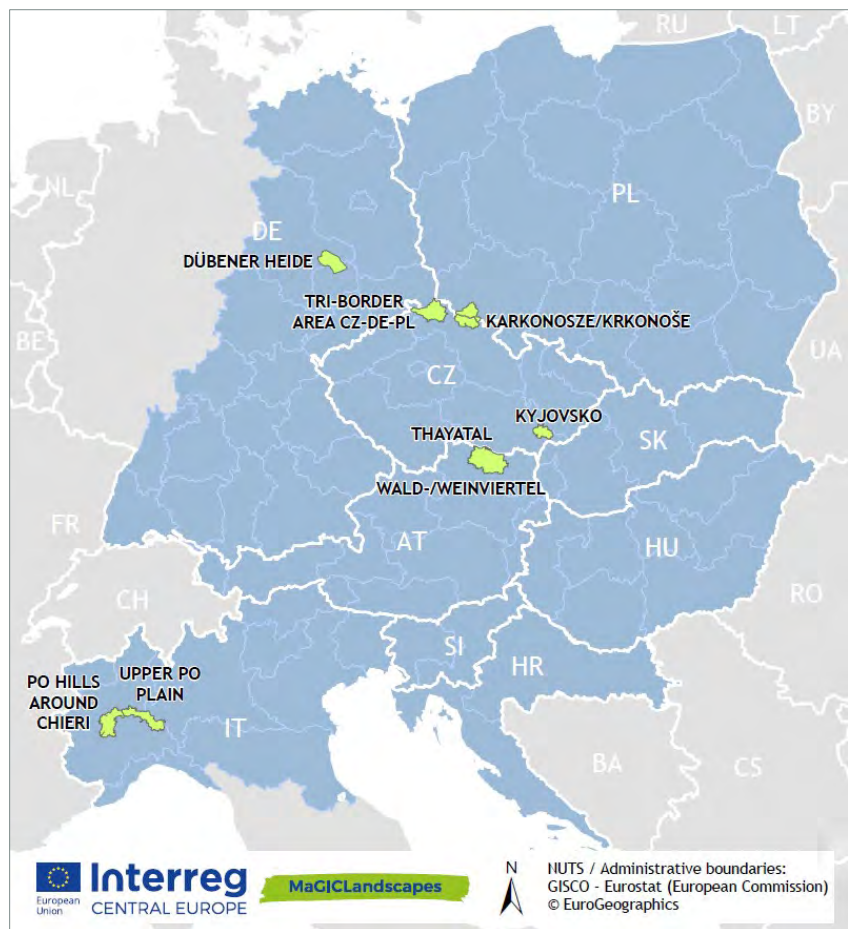 RU
LT
BY
NL
DE
PL
DÜBENER HEIDE
TRI-BORDER
AREA CZ-DE-PL
KARKONOSZE/KRKONOŠE
BE
UA
CZ
KYJOVSKO
THAYATAL
SK
WALD-/WEINVIERTEL
FR
AT
HU
CH
RO
SI
HR
PO HILLS
AROUND
CHIERI
UPPER PO
PLAIN
IT
BA
CS
European
Union
Interreg
CENTRAL EUROPE
MaGICLandscapes
N
NUTS / Administrative boundaries:
GISCO - Eurostat (European Commission)
© EuroGeographics